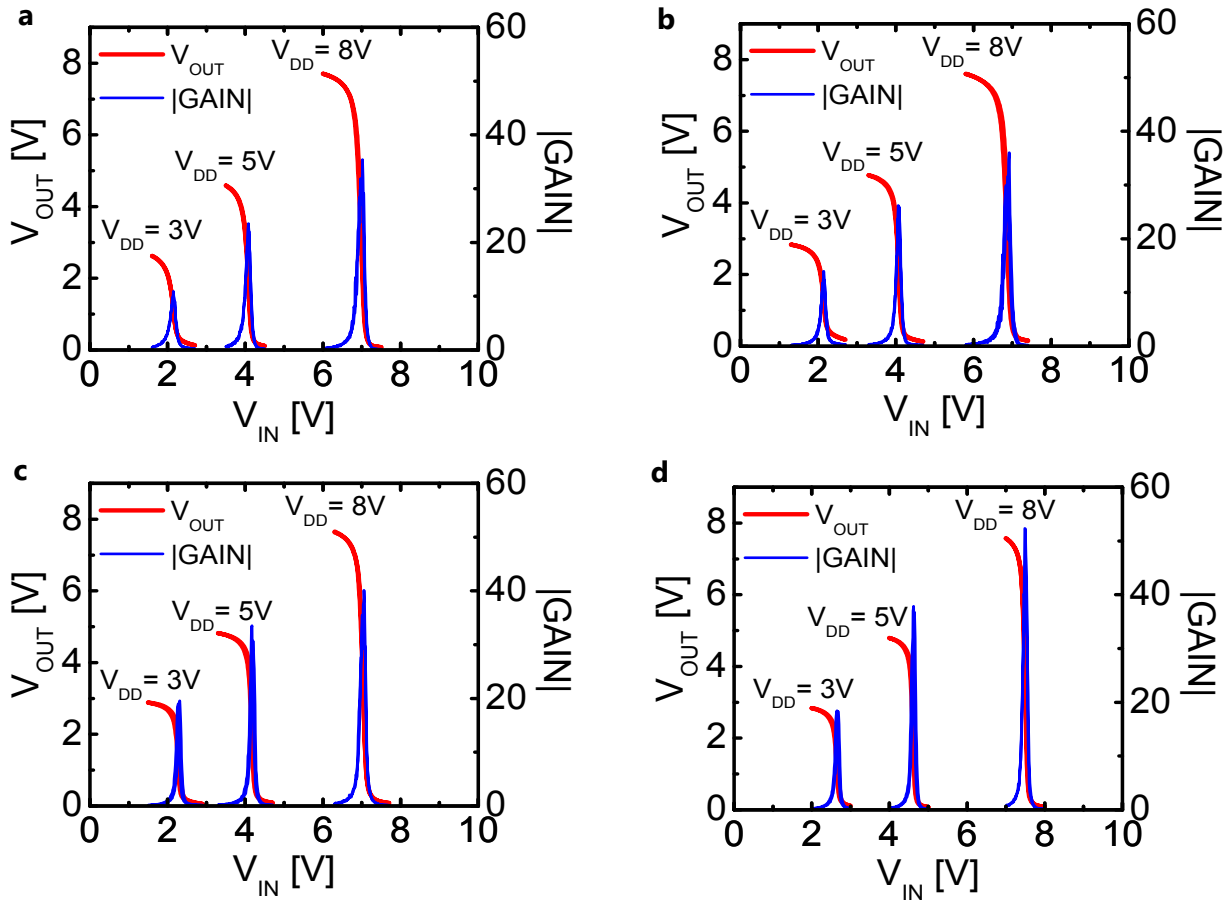 a
V_OUT
|GAIN|
V_DD = 8V
V_DD = 5V
V_DD = 3V
V_OUT [V]
8
6
4
2
0
60
40
20
0
|GAIN|
0 2 4 6 8 10
V_IN [V]
b
V_OUT
|GAIN|
V_DD = 8V
V_DD = 5V
V_DD = 3V
V_OUT [V]
8
6
4
2
0
60
40
20
0
|GAIN|
0 2 4 6 8 10
V_IN [V]
c
V_OUT
|GAIN|
V_DD = 8V
V_DD = 5V
V_DD = 3V
V_OUT [V]
8
6
4
2
0
60
40
20
0
|GAIN|
0 2 4 6 8 10
V_IN [V]
d
V_OUT
|GAIN|
V_DD = 8V
V_DD = 5V
V_DD = 3V
V_OUT [V]
8
6
4
2
0
60
40
20
0
|GAIN|
0 2 4 6 8 10
V_IN [V]